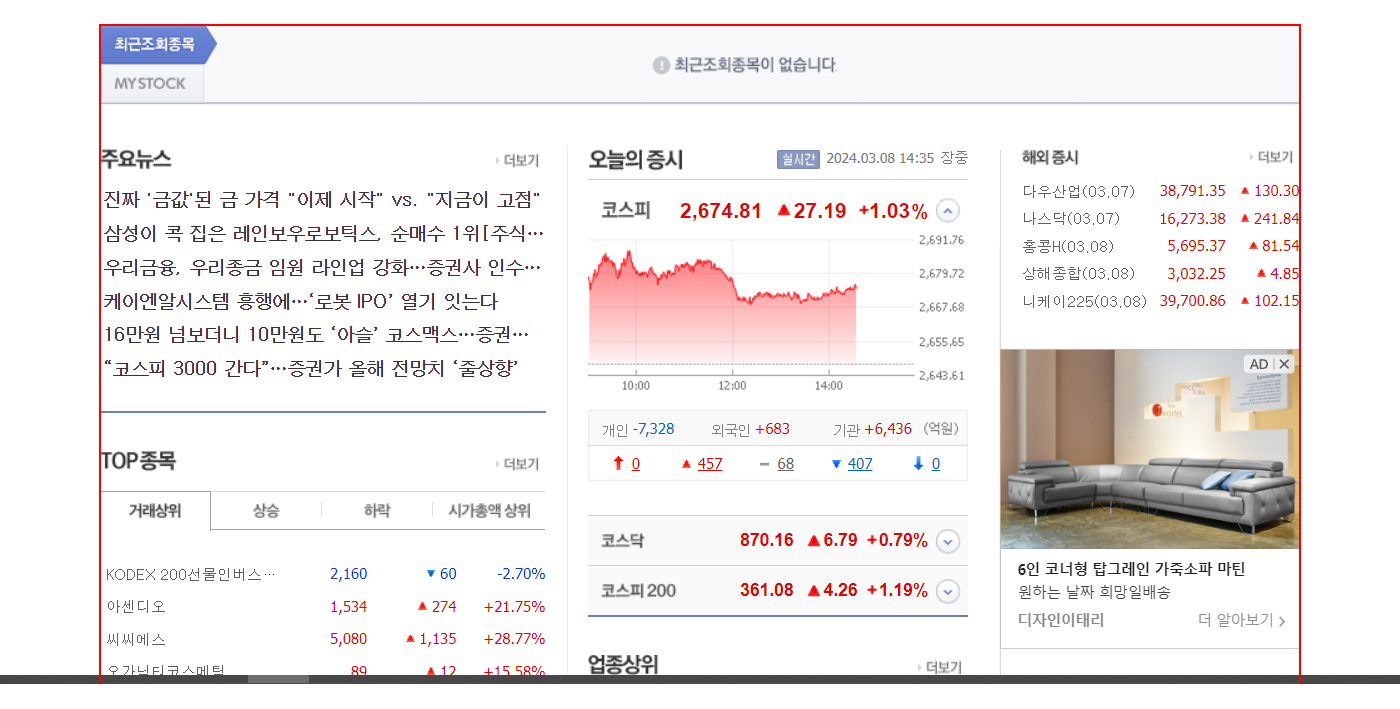 최근조회종목
MYSTOCK
최근조회종목이 없습니다.
주요뉴스
더보기
진짜 '금값'된 금 가격 "이제 시작" vs. "지금이 고점"
삼성이 콕 집은 레인보우로보틱스, 순매수 1위[주식…
우리금융, 우리종금 임원 라인업 강화…증권사 인수…
케이엔알시스템 흥행에…‘로봇 IPO’ 열기 잇는다
16만원 넘보더니 10만원도 ‘아슬’ 코스맥스…증권…
“코스피 3000 간다”…증권가 올해 전망치 ‘줄상향’
TOP 종목
더보기
거래상위 상승 하락 시가총액 상위
KODEX 200선물인버스… 2,160 ▼ 60 -2.70%
아센디오 1,534 ▲ 274 +21.75%
씨씨에스 5,080 ▲ 1,135 +28.77%
오가닉티코스메틱 89 ▲ 12 +15.58%
오늘의 증시
실시간 2024.03.08 14:35 장중
코스피 2,674.81 ▲27.19 +1.03%
2,691.76
2,679.72
2,667.68
2,655.65
2,643.61
10:00 12:00 14:00
개인 -7,328 외국인 +683 기관 +6,436 (억원)
↑ 0 ▲ 457 − 68 ▼ 407 ↓ 0
코스닥 870.16 ▲6.79 +0.79%
코스피 200 361.08 ▲4.26 +1.19%
업종상위
더보기
해외 증시
더보기
다우산업(03.07) 38,791.35 ▲ 130.30
나스닥(03.07) 16,273.38 ▲ 241.84
홍콩H(03.08) 5,695.37 ▲ 81.54
상해종합(03.08) 3,032.25 ▲ 4.85
니케이225(03.08) 39,700.86 ▲ 102.15
AD
world
6인 코너형 탑그레인 가죽소파 마틴
원하는 날짜 희망일배송
디자인이태리
더 알아보기